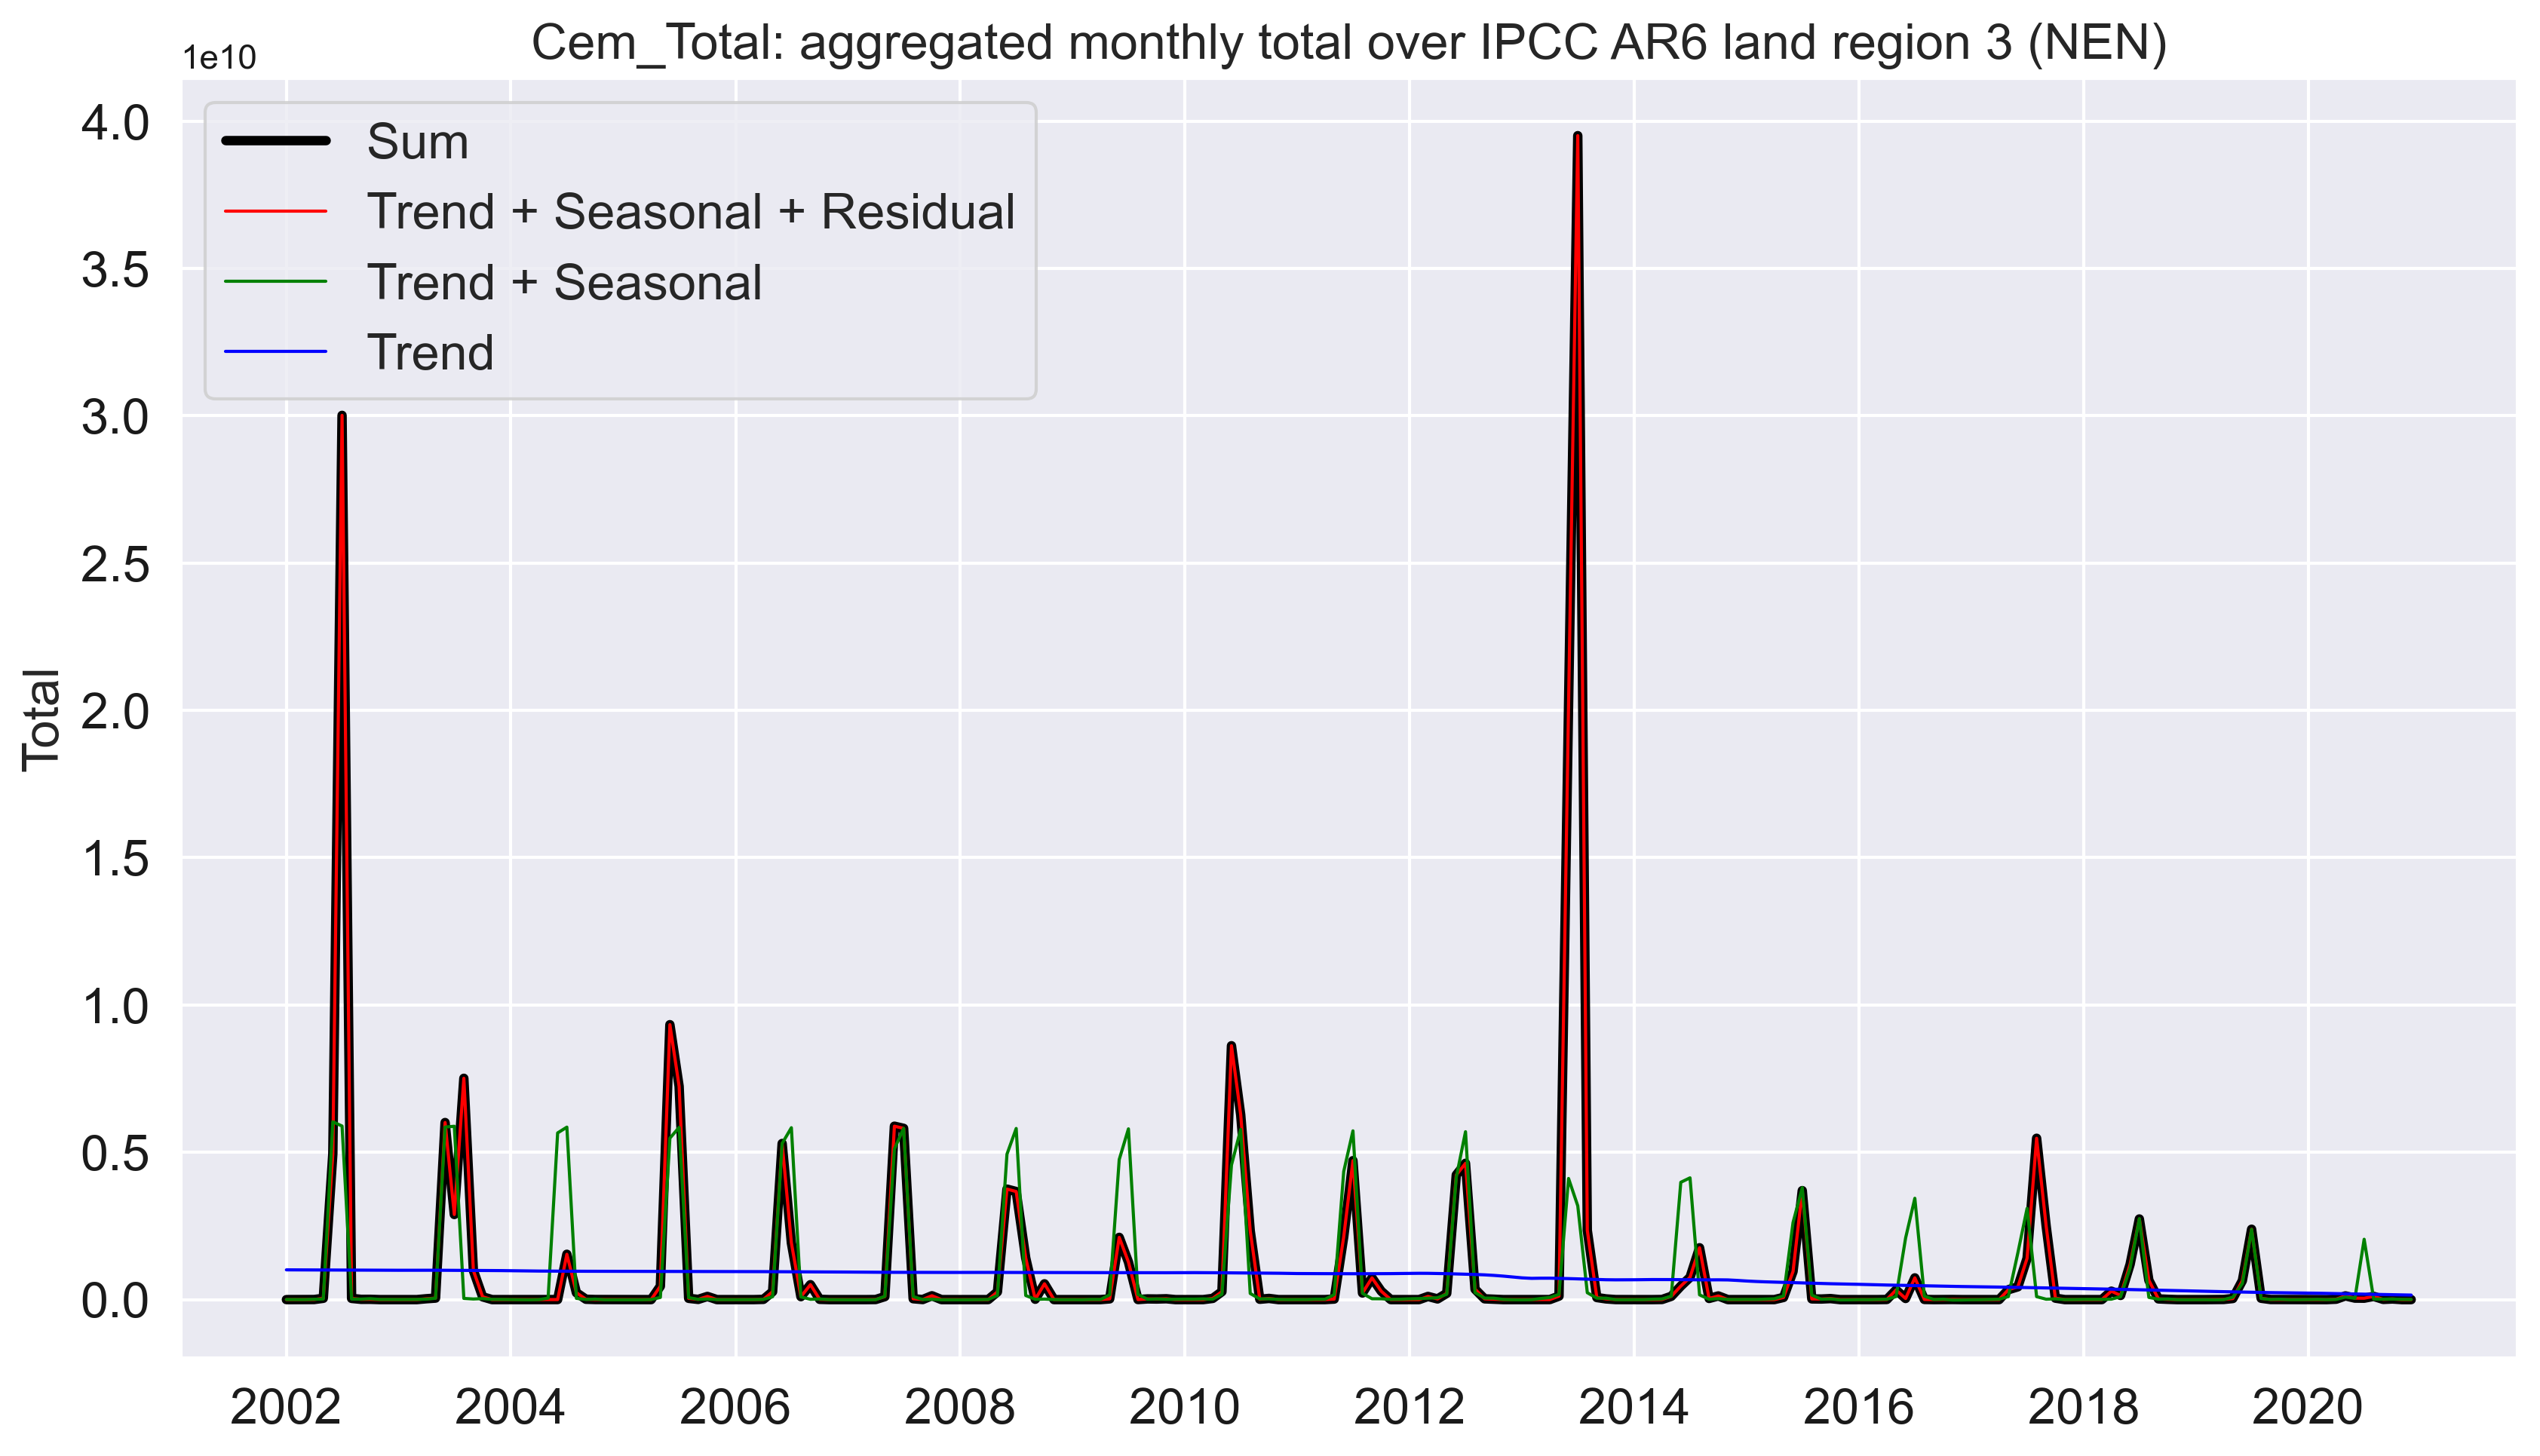 Cem_Total: aggregated monthly total over IPCC AR6 land region 3 (NEN)
1e10
4.0
3.5
3.0
2.5
2.0
1.5
1.0
0.5
0.0
Total
Sum
Trend + Seasonal + Residual
Trend + Seasonal
Trend
2002 2004 2006 2008 2010 2012 2014 2016 2018 2020